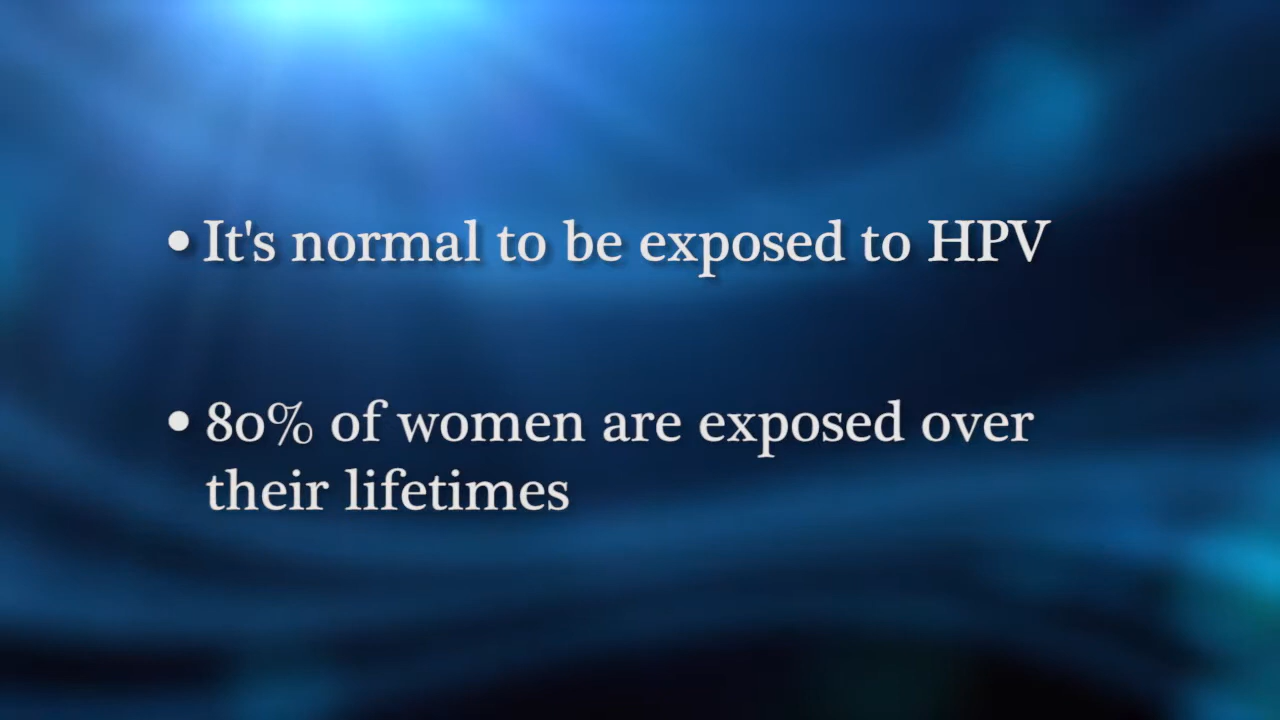 • It's normal to be exposed to HPV
• 80% of women are exposed over
their lifetimes